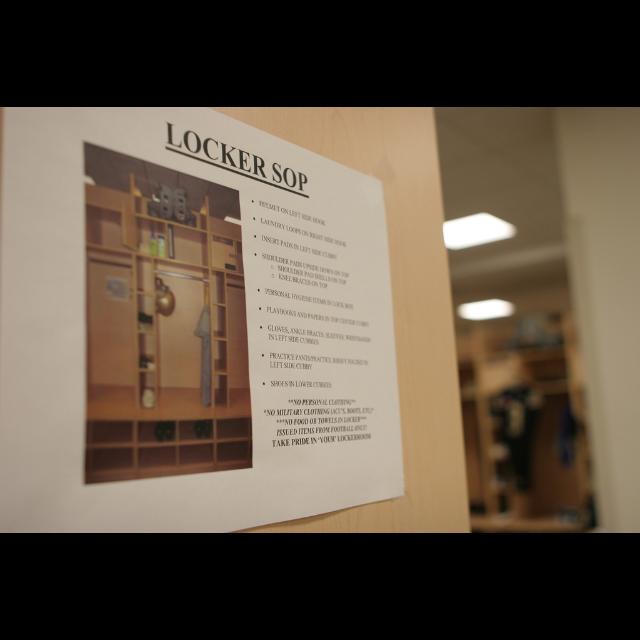 LOCKER SOP
• HELMET ON LEFT SIDE HOOK
• LAUNDRY LOOPS ON RIGHT SIDE HOOK
• INSERT PADS IN LEFT SIDE CUBBY
• SHOULDER PADS UPSIDE DOWN ON TOP
o SHOULDER PAD SHELLS ON TOP
o KNEE BRACES ON TOP
• PERSONAL HYGIENE ITEMS IN LOCK BOX
• PLAYBOOKS AND PAPERS IN TOP CENTER CUBBY
• GLOVES, ANKLE BRACES, SLEEVES, WRISTBANDS
IN LEFT SIDE CUBBIES
• PRACTICE PANTS/PRACTICE JERSEY FOLDED IN
LEFT SIDE CUBBY
• SHOES IN LOWER CUBBIES
**NO PERSONAL CLOTHING**
*NO MILITARY CLOTHING (ACU'S, BOOTS, ETC.)*
***NO FOOD OR TOWELS IN LOCKER***
ISSUED ITEMS FROM FOOTBALL ONLY!
TAKE PRIDE IN 'YOUR' LOCKERROOM